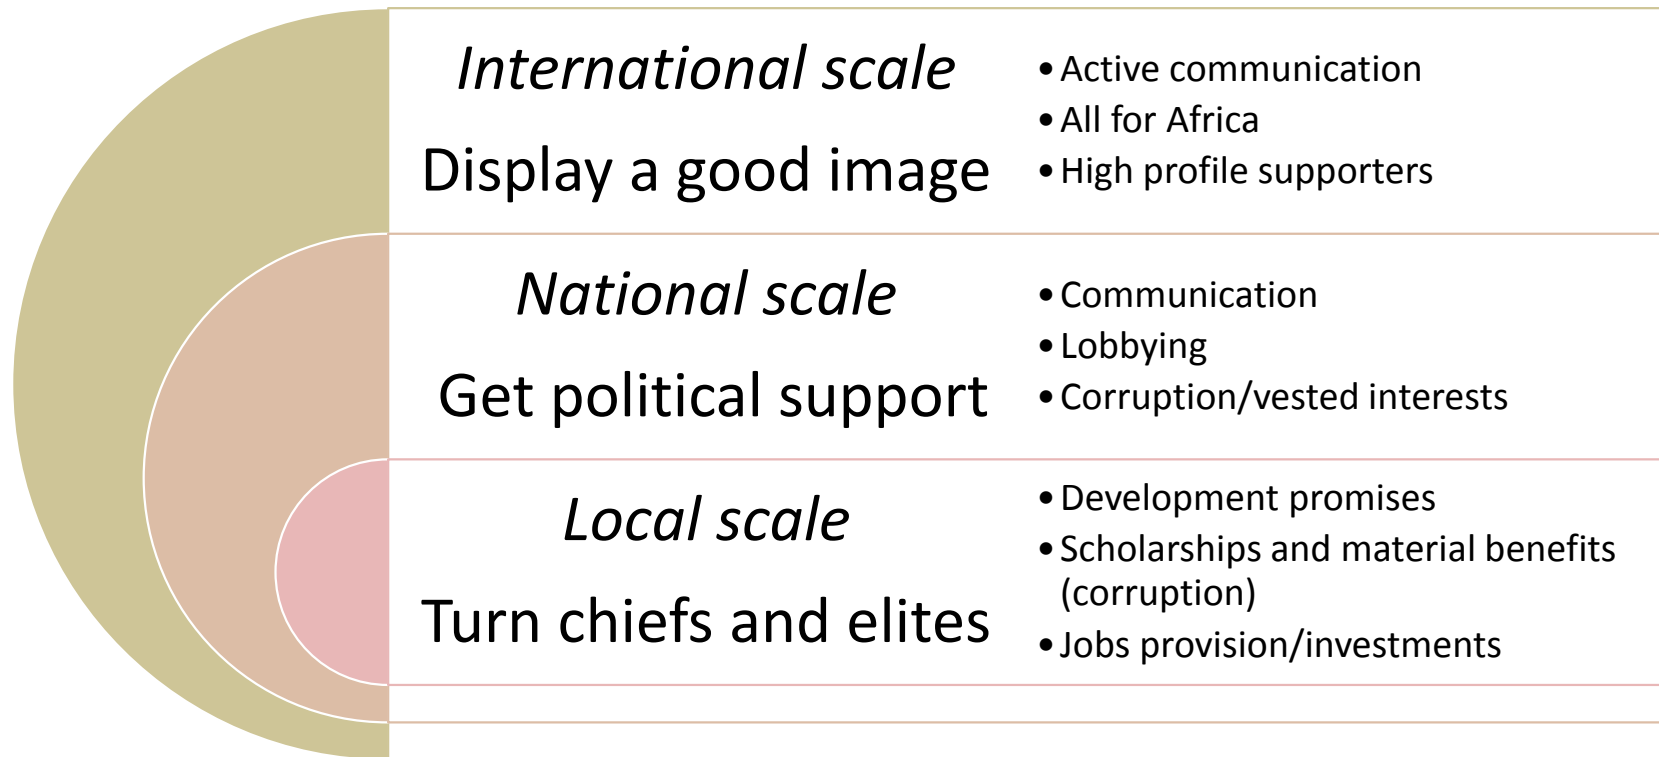 International scale
Display a good image
• Active communication
• All for Africa
• High profile supporters
National scale
Get political support
• Communication
• Lobbying
• Corruption/vested interests
Local scale
Turn chiefs and elites
• Development promises
• Scholarships and material benefits
(corruption)
• Jobs provision/investments